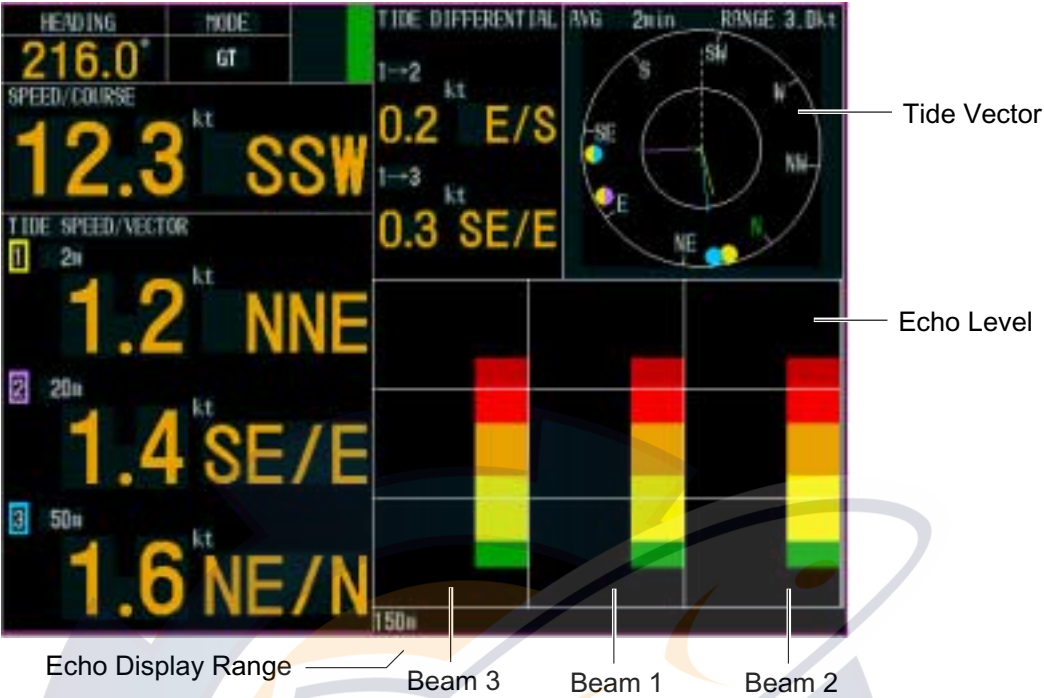 HEADING
MODE
216.0°
GT
SPEED/COURSE
12.3 kt SSW
TIDE SPEED/VECTOR
1 2m
1.2 kt NNE
2 20m
1.4 kt SE/E
3 50m
1.6 kt NE/N
TIDE DIFFERENTIAL
1→2
0.2 kt E/S
1→3
0.3 kt SE/E
AVG 2min RANGE 3.0kt
SW
S
W
SE
NW
E
N
NE
150m
Tide Vector
Echo Level
Echo Display Range
Beam 3
Beam 1
Beam 2